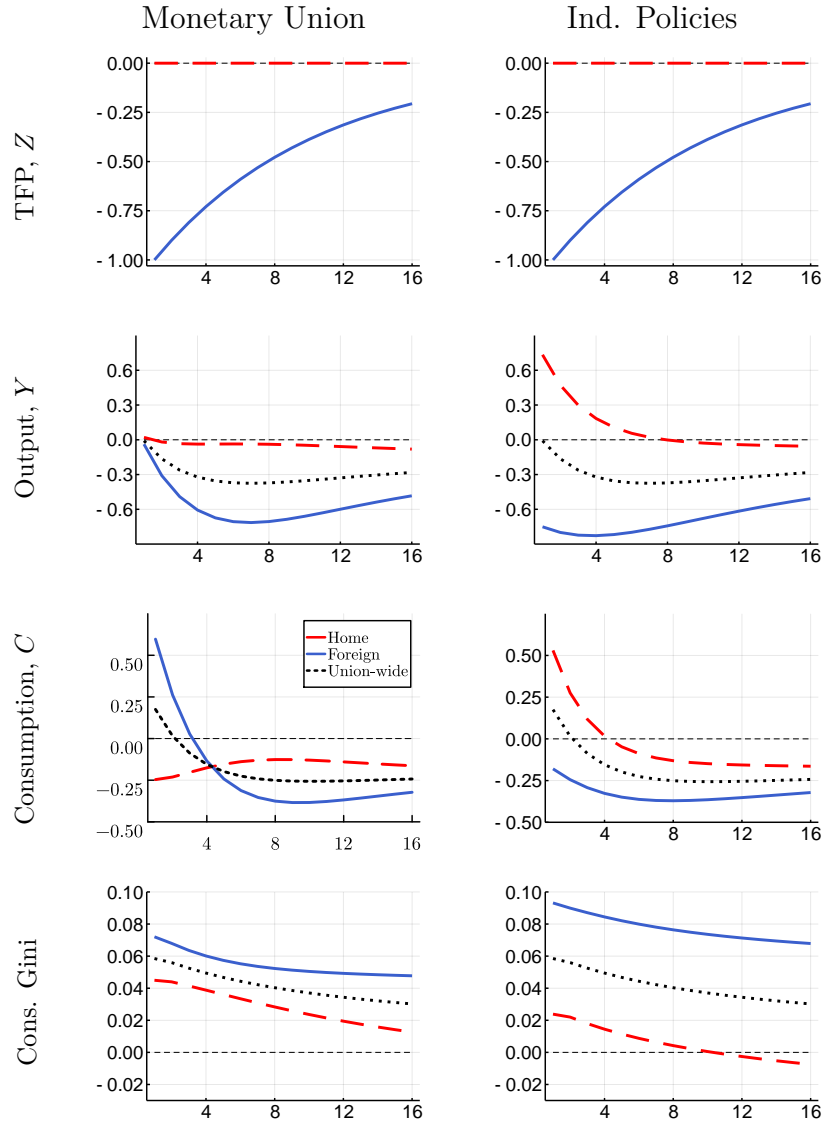 Monetary Union
Ind. Policies
TFP, Z
0.00
- 0.25
- 0.50
- 0.75
- 1.00
4 8 12 16
0.00
- 0.25
- 0.50
- 0.75
- 1.00
4 8 12 16
Output, Y
0.6
0.3
0.0
- 0.3
- 0.6
4 8 12 16
0.6
0.3
0.0
- 0.3
- 0.6
4 8 12 16
Consumption, C
0.50
0.25
0.00
−0.25
−0.50
4 8 12 16
Home
Foreign
Union-wide
0.50
0.25
0.00
- 0.25
- 0.50
4 8 12 16
Cons. Gini
0.10
0.08
0.06
0.04
0.02
0.00
- 0.02
4 8 12 16
0.10
0.08
0.06
0.04
0.02
0.00
- 0.02
4 8 12 16